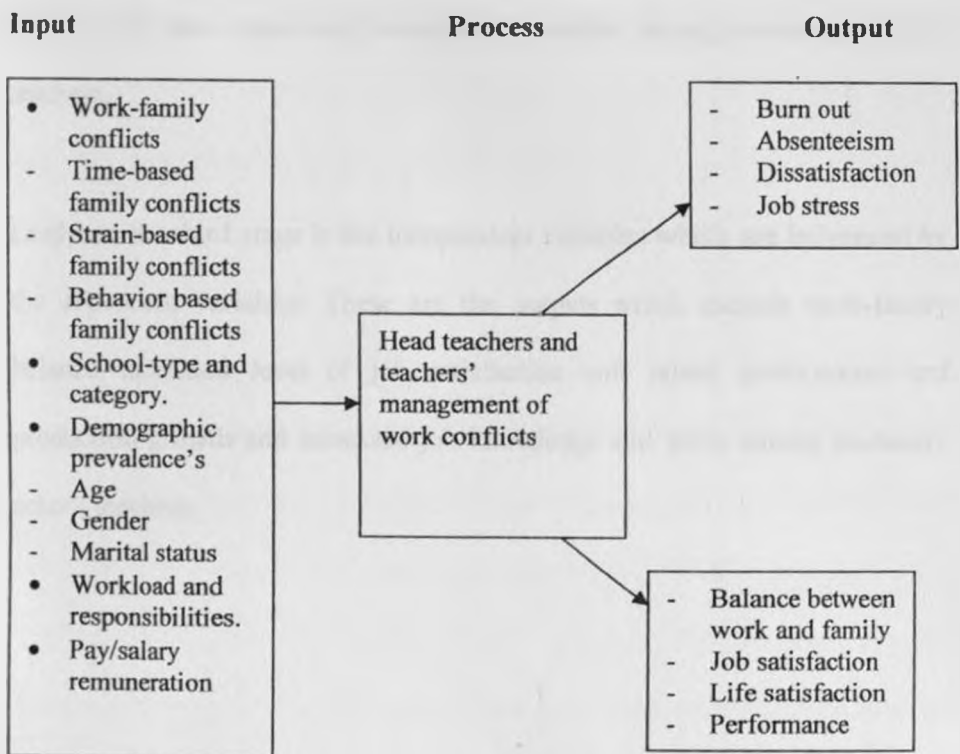 Input Process Output
• Work-family
conflicts
- Time-based
family conflicts
- Strain-based
family conflicts
- Behavior based
family conflicts
• School-type and
category.
• Demographic
prevalence's
- Age
- Gender
- Marital status
• Workload and
responsibilities.
• Pay/salary
remuneration
Head teachers and
teachers'
management of
work conflicts
- Burn out
- Absenteeism
- Dissatisfaction
- Job stress
- Balance between
work and family
- Job satisfaction
- Life satisfaction
- Performance